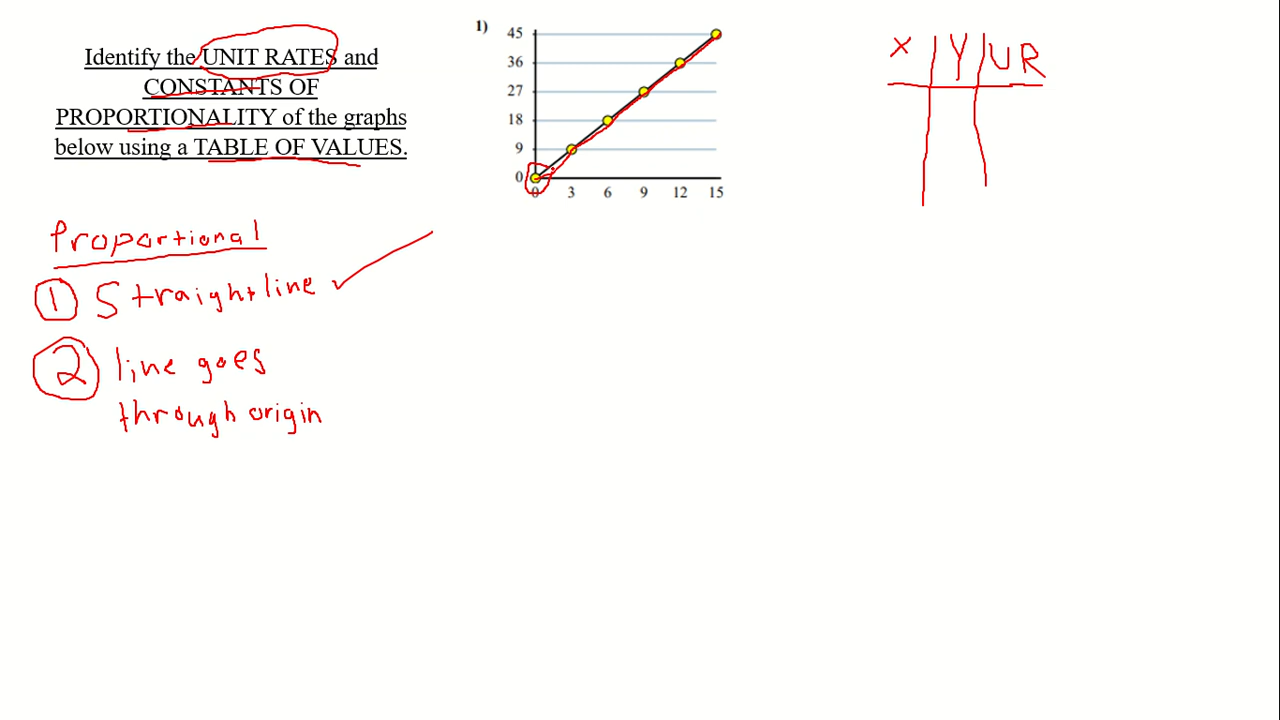 Identify the UNIT RATES and
CONSTANTS OF
PROPORTIONALITY of the graphs
below using a TABLE OF VALUES.
1)
45
36
27
18
9
0
0 3 6 9 12 15
X Y UR
Proportional
1 Straight line
2 line goes
through origin